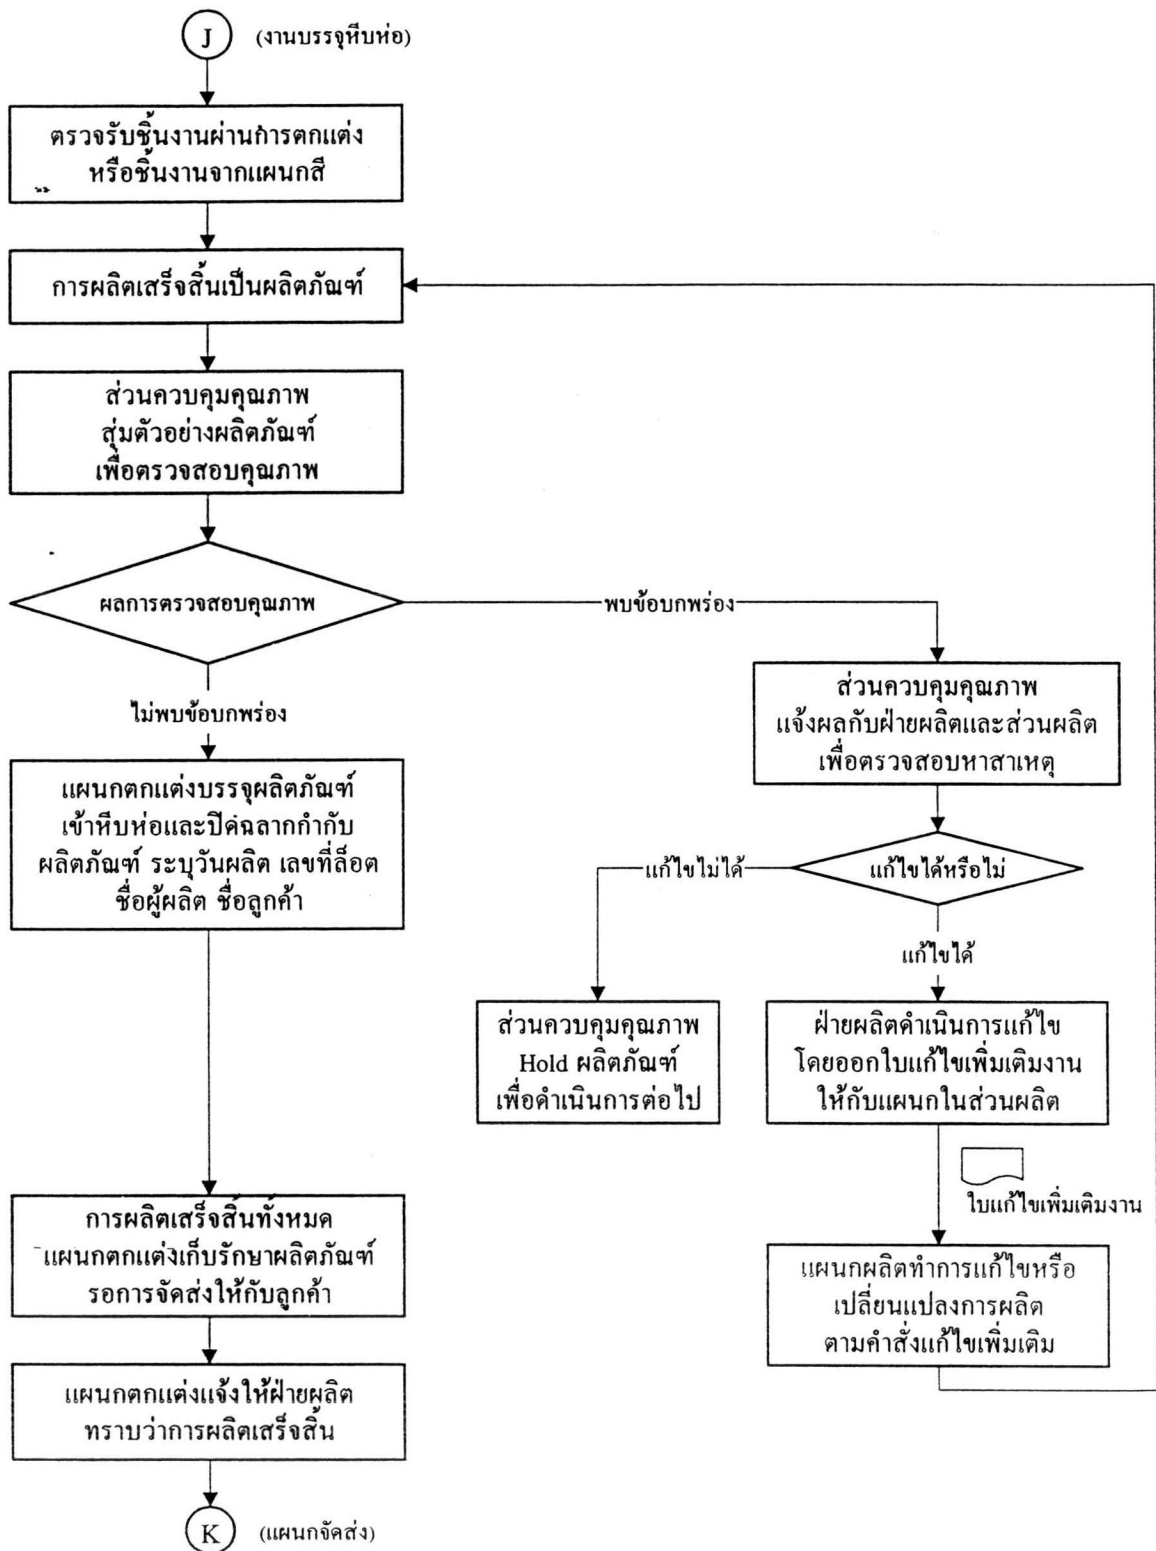 J (งานบรรจุหีบห่อ)
ตรวจรับชิ้นงานผ่านการตกแต่ง
หรือชิ้นงานจากแผนกสี
การผลิตเสร็จสิ้นเป็นผลิตภัณฑ์
ส่วนควบคุมคุณภาพ
สุ่มตัวอย่างผลิตภัณฑ์
เพื่อตรวจสอบคุณภาพ
ผลการตรวจสอบคุณภาพ
พบข้อบกพร่อง
ไม่พบข้อบกพร่อง
แผนกตกแต่งบรรจุผลิตภัณฑ์
เข้าหีบห่อและปิดฉลากกำกับ
ผลิตภัณฑ์ ระบุวันผลิต เลขที่ล็อต
ชื่อผู้ผลิต ชื่อลูกค้า
ส่วนควบคุมคุณภาพ
แจ้งผลกับฝ่ายผลิตและส่วนผลิต
เพื่อตรวจสอบหาสาเหตุ
แก้ไขได้หรือไม่
แก้ไขไม่ได้
แก้ไขได้
ส่วนควบคุมคุณภาพ
Hold ผลิตภัณฑ์
เพื่อดำเนินการต่อไป
ฝ่ายผลิตดำเนินการแก้ไข
โดยออกใบแก้ไขเพิ่มเติมงาน
ให้กับแผนกในส่วนผลิต
ใบแก้ไขเพิ่มเติมงาน
แผนกผลิตทำการแก้ไขหรือ
เปลี่ยนแปลงการผลิต
ตามคำสั่งแก้ไขเพิ่มเติม
การผลิตเสร็จสิ้นทั้งหมด
แผนกตกแต่งเก็บรักษาผลิตภัณฑ์
รอการจัดส่งให้กับลูกค้า
แผนกตกแต่งแจ้งให้ฝ่ายผลิต
ทราบว่าการผลิตเสร็จสิ้น
K (แผนกจัดส่ง)